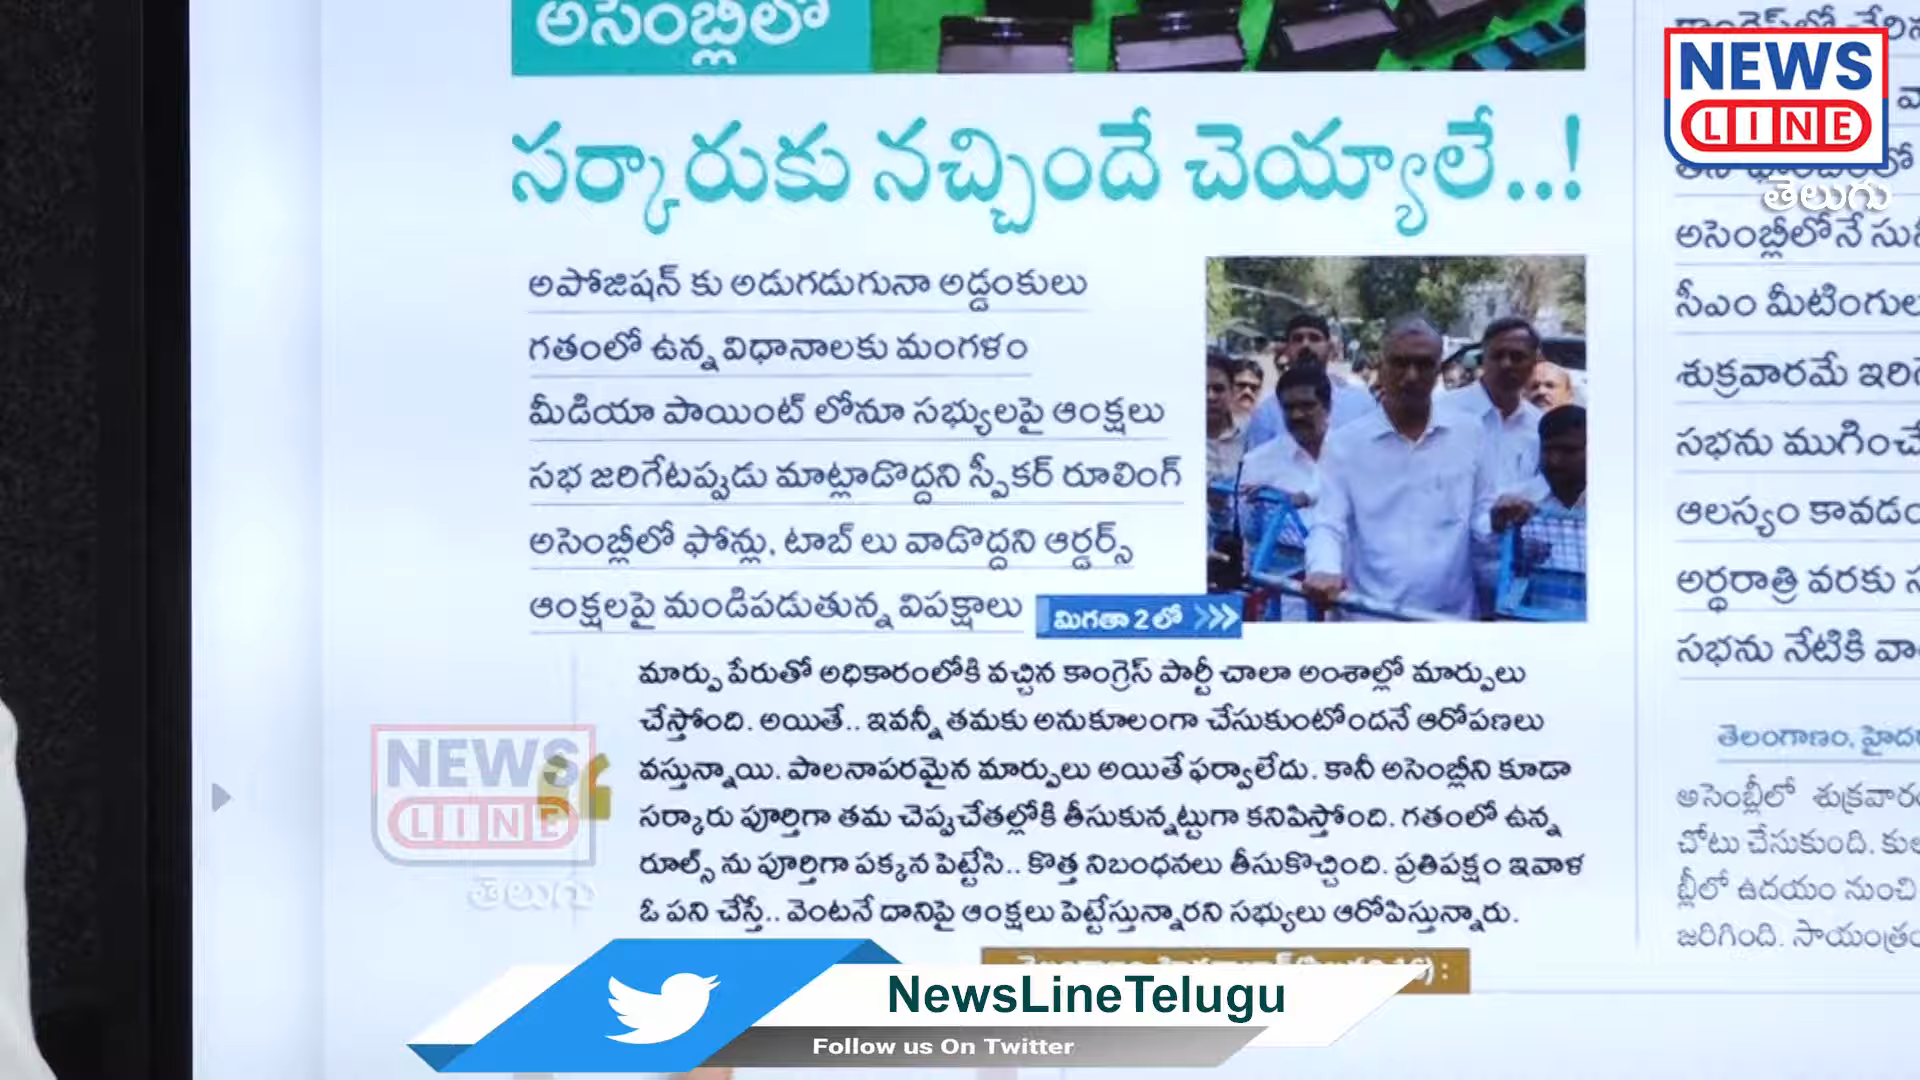 అసెంబ్లీలో
సర్కారుకు నచ్చిందే చెయ్యాలే..!
అపోజిషన్ కు అడుగడుగునా అడ్డంకులు
గతంలో ఉన్న విధానాలకు మంగళం
మీడియా పాయింట్ లోనూ సభ్యులపై ఆంక్షలు
సభ జరిగేటప్పుడు మాట్లాడొద్దని స్పీకర్ రూలింగ్
అసెంబ్లీలో ఫోన్లు, టాబ్ లు వాడొద్దని ఆర్డర్స్
ఆంక్షలపై మండిపడుతున్న విపక్షాలు
మిగతా 2లో >>>
మార్పు పేరుతో అధికారంలోకి వచ్చిన కాంగ్రెస్ పార్టీ చాలా అంశాల్లో మార్పులు
చేస్తోంది. అయితే.. ఇవన్నీ తమకు అనుకూలంగా చేసుకుంటోందనే ఆరోపణలు
వస్తున్నాయి. పాలనాపరమైన మార్పులు అయితే ఫర్వాలేదు. కానీ అసెంబ్లీని కూడా
సర్కారు పూర్తిగా తమ చెప్పుచేతల్లోకి తీసుకున్నట్టుగా కనిపిస్తోంది. గతంలో ఉన్న
రూల్స్ ను పూర్తిగా పక్కన పెట్టేసి.. కొత్త నిబంధనలు తీసుకొచ్చింది. ప్రతిపక్షం ఇవాళ
ఓ పని చేస్తే.. వెంటనే దానిపై ఆంక్షలు పెట్టేస్తున్నారని సభ్యులు ఆరోపిస్తున్నారు.
NEWS
LINE
తెలుగు
అసెంబ్లీలోనే
సీఎం
శుక్రవారమే
సభను
ఆలస్యం
అర్ధరాత్రి వరకు
సభను నేటికి
తెలంగాణం,
అసెంబ్లీలో
చోటు చేసుకుంది.
బ్లీలో ఉదయం నుంచి
జరిగింది.
NEWS
LINE
తెలుగు
NewsLineTelugu
Follow us On Twitter